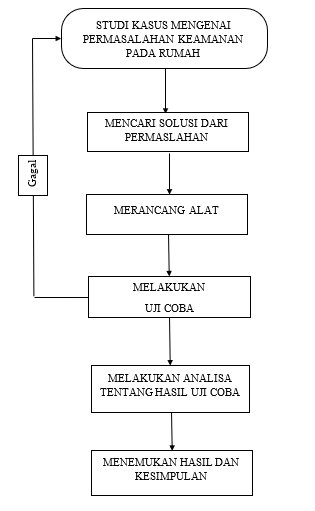 STUDI KASUS MENGENAI
PERMASALAHAN KEAMANAN
PADA RUMAH
MENCARI SOLUSI DARI
PERMASLAHAN
Gagal
MERANCANG ALAT
MELAKUKAN
UJI COBA
MELAKUKAN ANALISA
TENTANG HASIL UJI COBA
MENEMUKAN HASIL DAN
KESIMPULAN